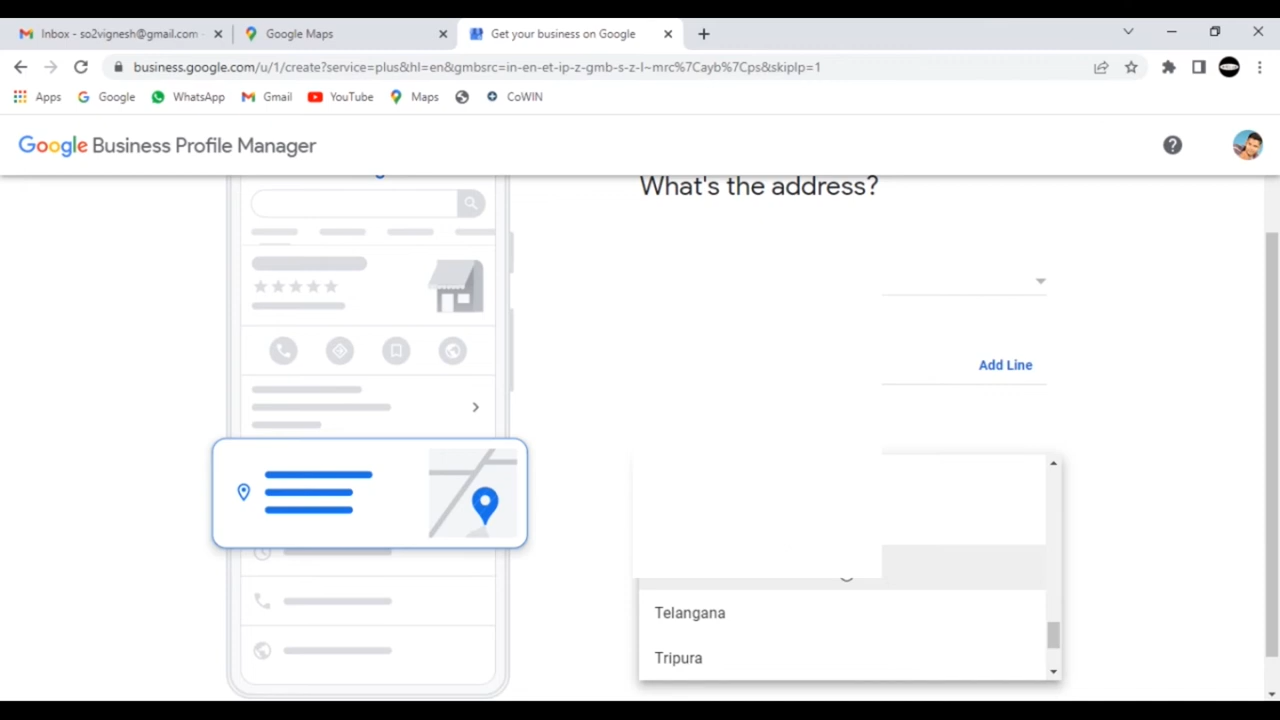 Inbox - so2vignesh@gmail.com
Google Maps
Get your business on Google
business.google.com/u/1/create?service=plus&hl=en&gmbsrc=in-en-et-ip-z-gmb-s-z-l~mrc%7Cayb%7Cps&skiplp=1
Apps
Google
WhatsApp
Gmail
YouTube
Maps
CoWIN
Google Business Profile Manager
What's the address?
Add Line
Telangana
Tripura